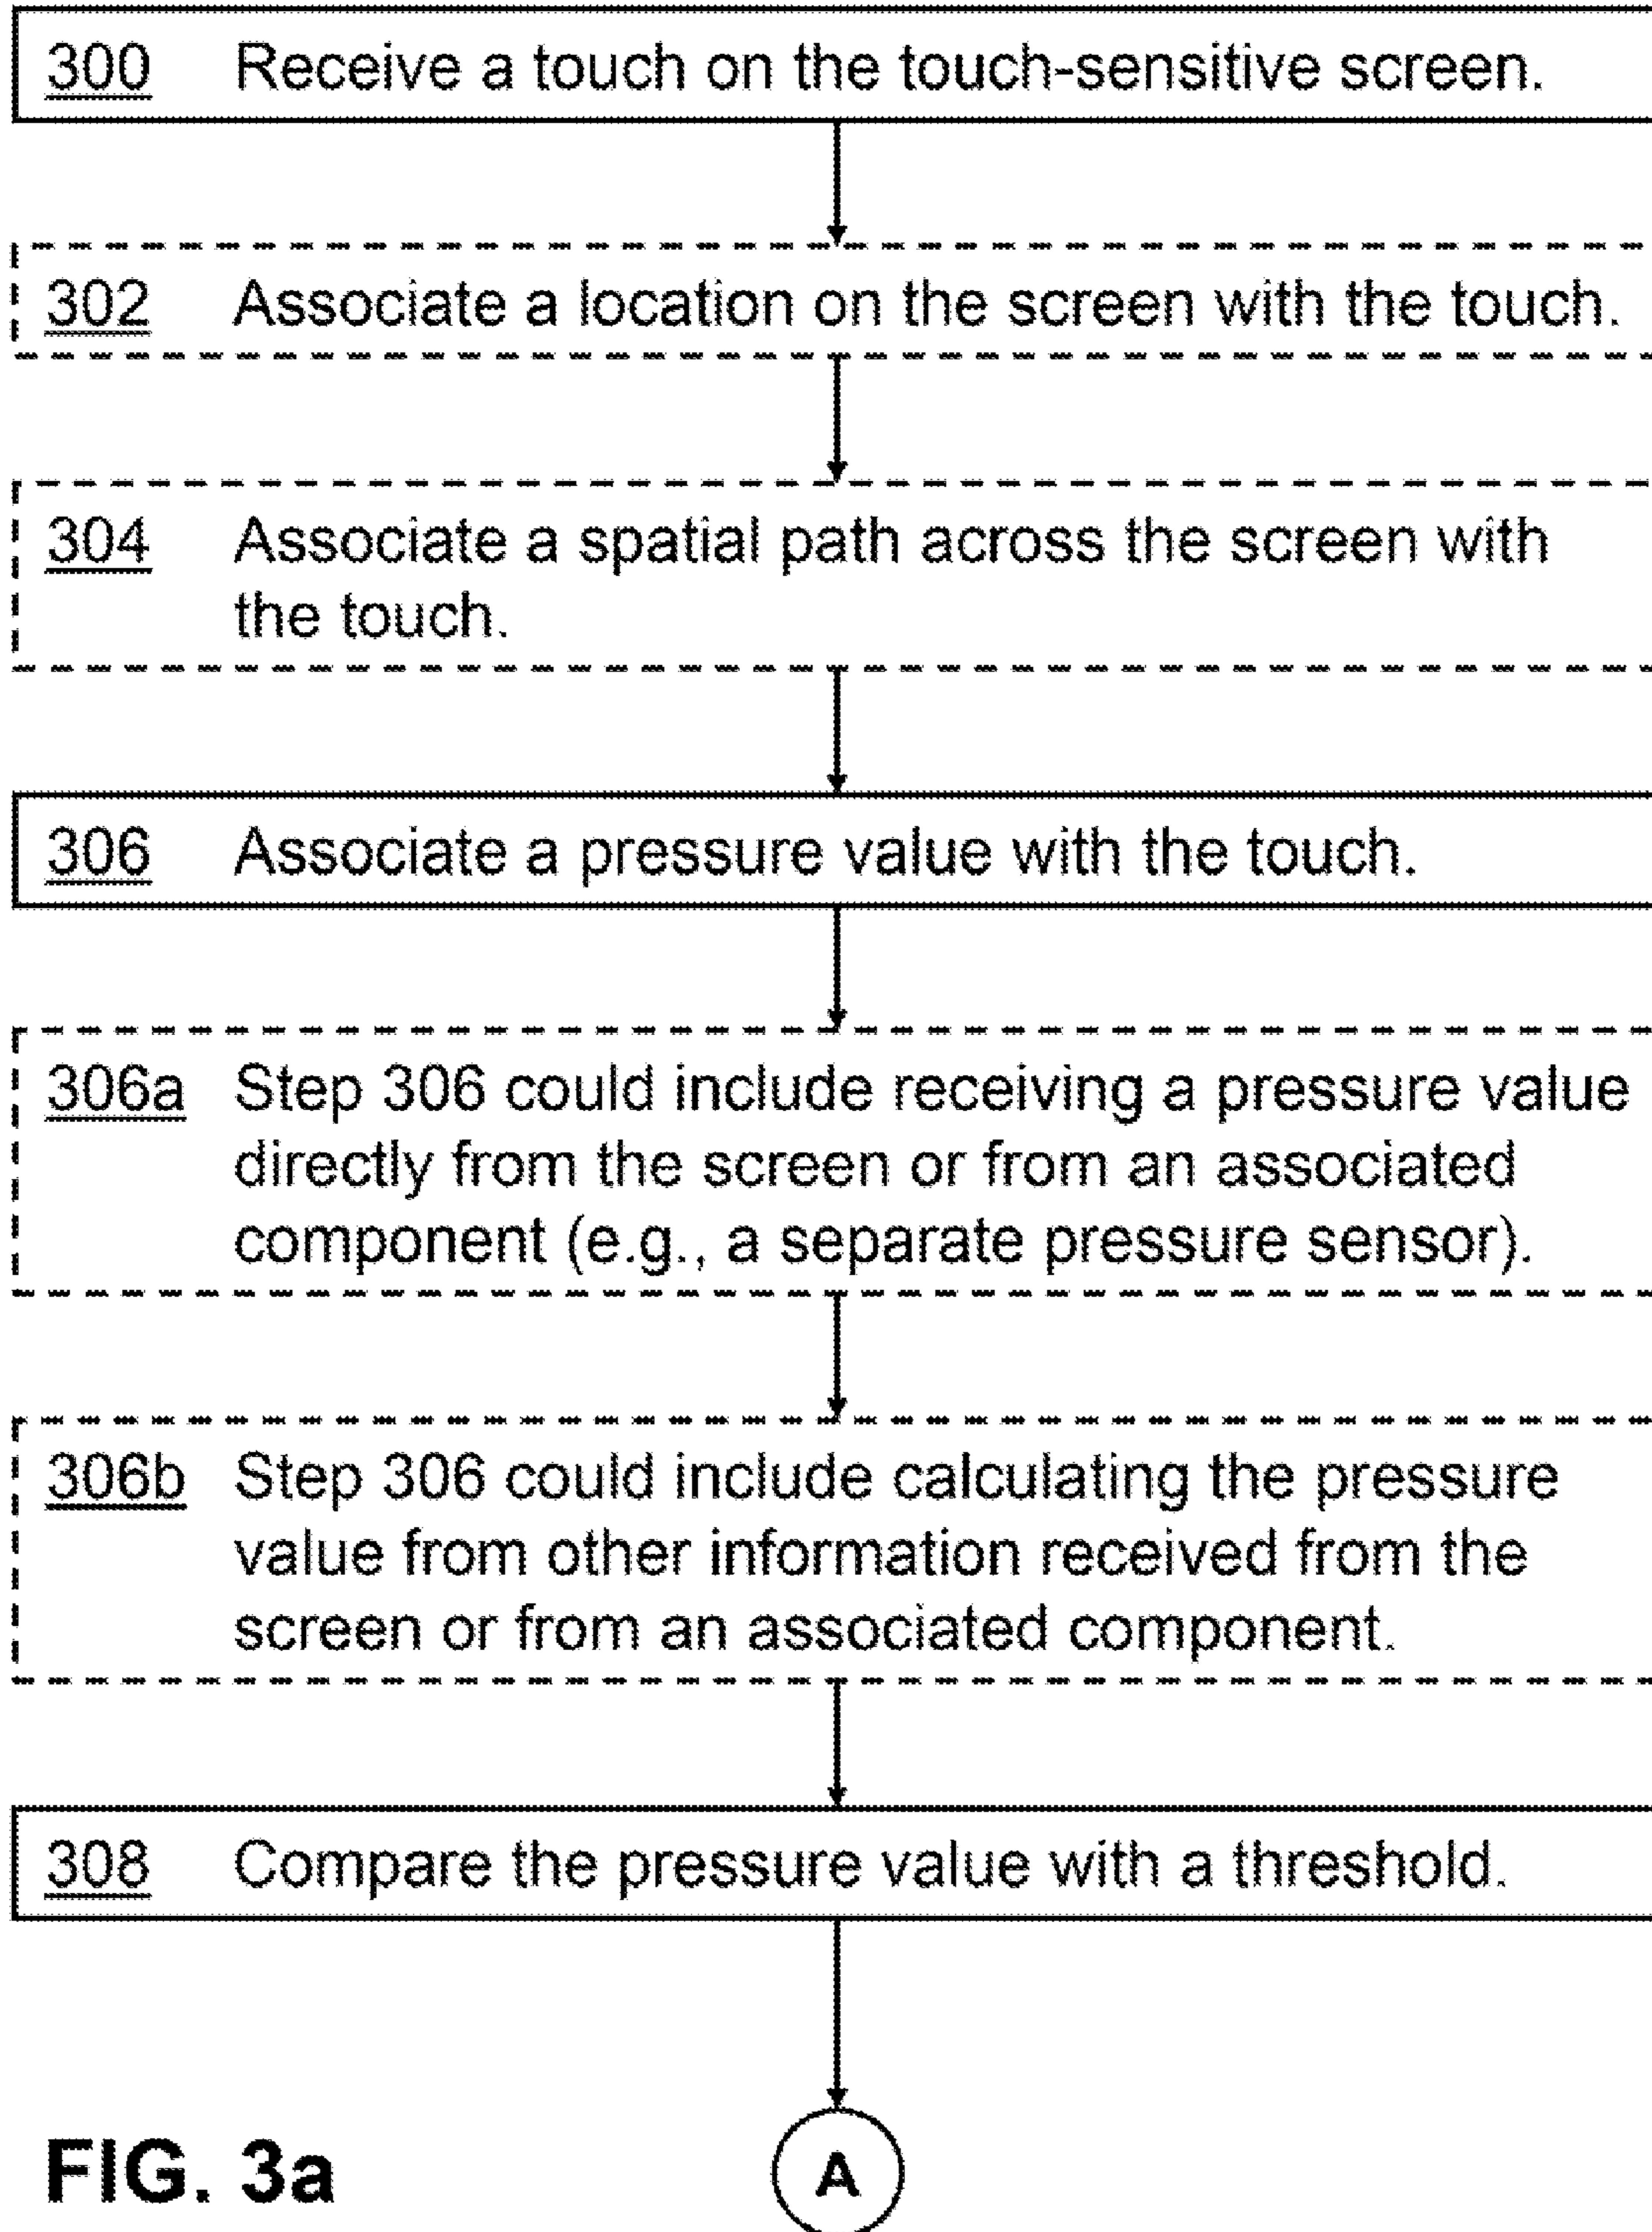 300 Receive a touch on the touch-sensitive screen.
302 Associate a location on the screen with the touch.
304 Associate a spatial path across the screen with
the touch.
306 Associate a pressure value with the touch.
306a Step 306 could include receiving a pressure value
directly from the screen or from an associated
component (e.g., a separate pressure sensor).
306b Step 306 could include calculating the pressure
value from other information received from the
screen or from an associated component.
308 Compare the pressure value with a threshold.
FIG. 3a
A